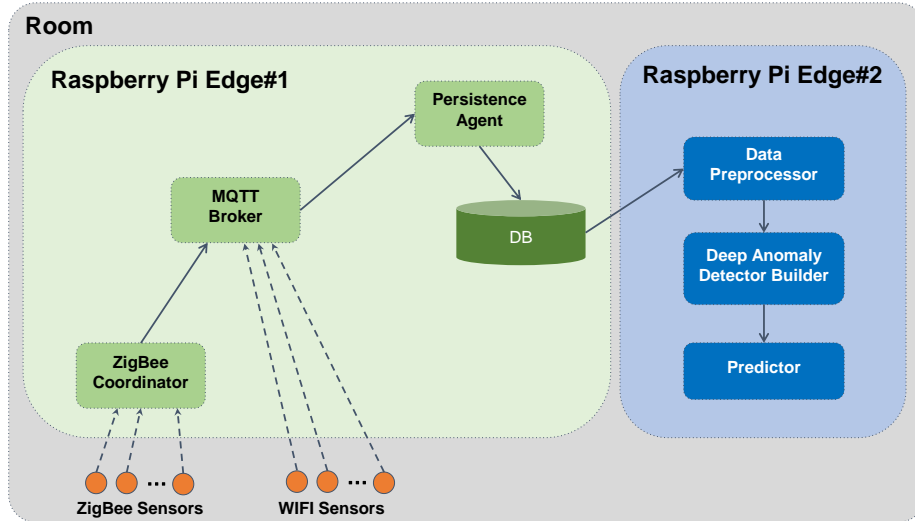 Room
Raspberry Pi Edge#1
Raspberry Pi Edge#2
Persistence
Agent
Data
Preprocessor
MQTT
Broker
DB
Deep Anomaly
Detector Builder
ZigBee
Coordinator
Predictor
...
...
ZigBee Sensors
WIFI Sensors